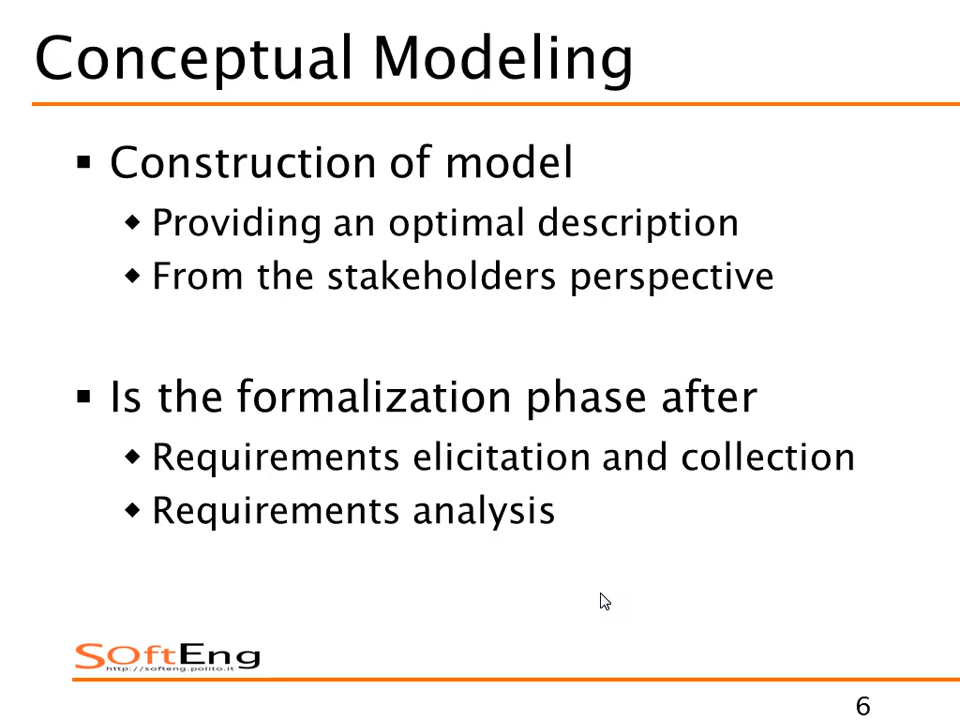 Conceptual Modeling
▪ Construction of model
◆ Providing an optimal description
◆ From the stakeholders perspective
▪ Is the formalization phase after
◆ Requirements elicitation and collection
◆ Requirements analysis
SOftEng
http://softeng.polito.it
6